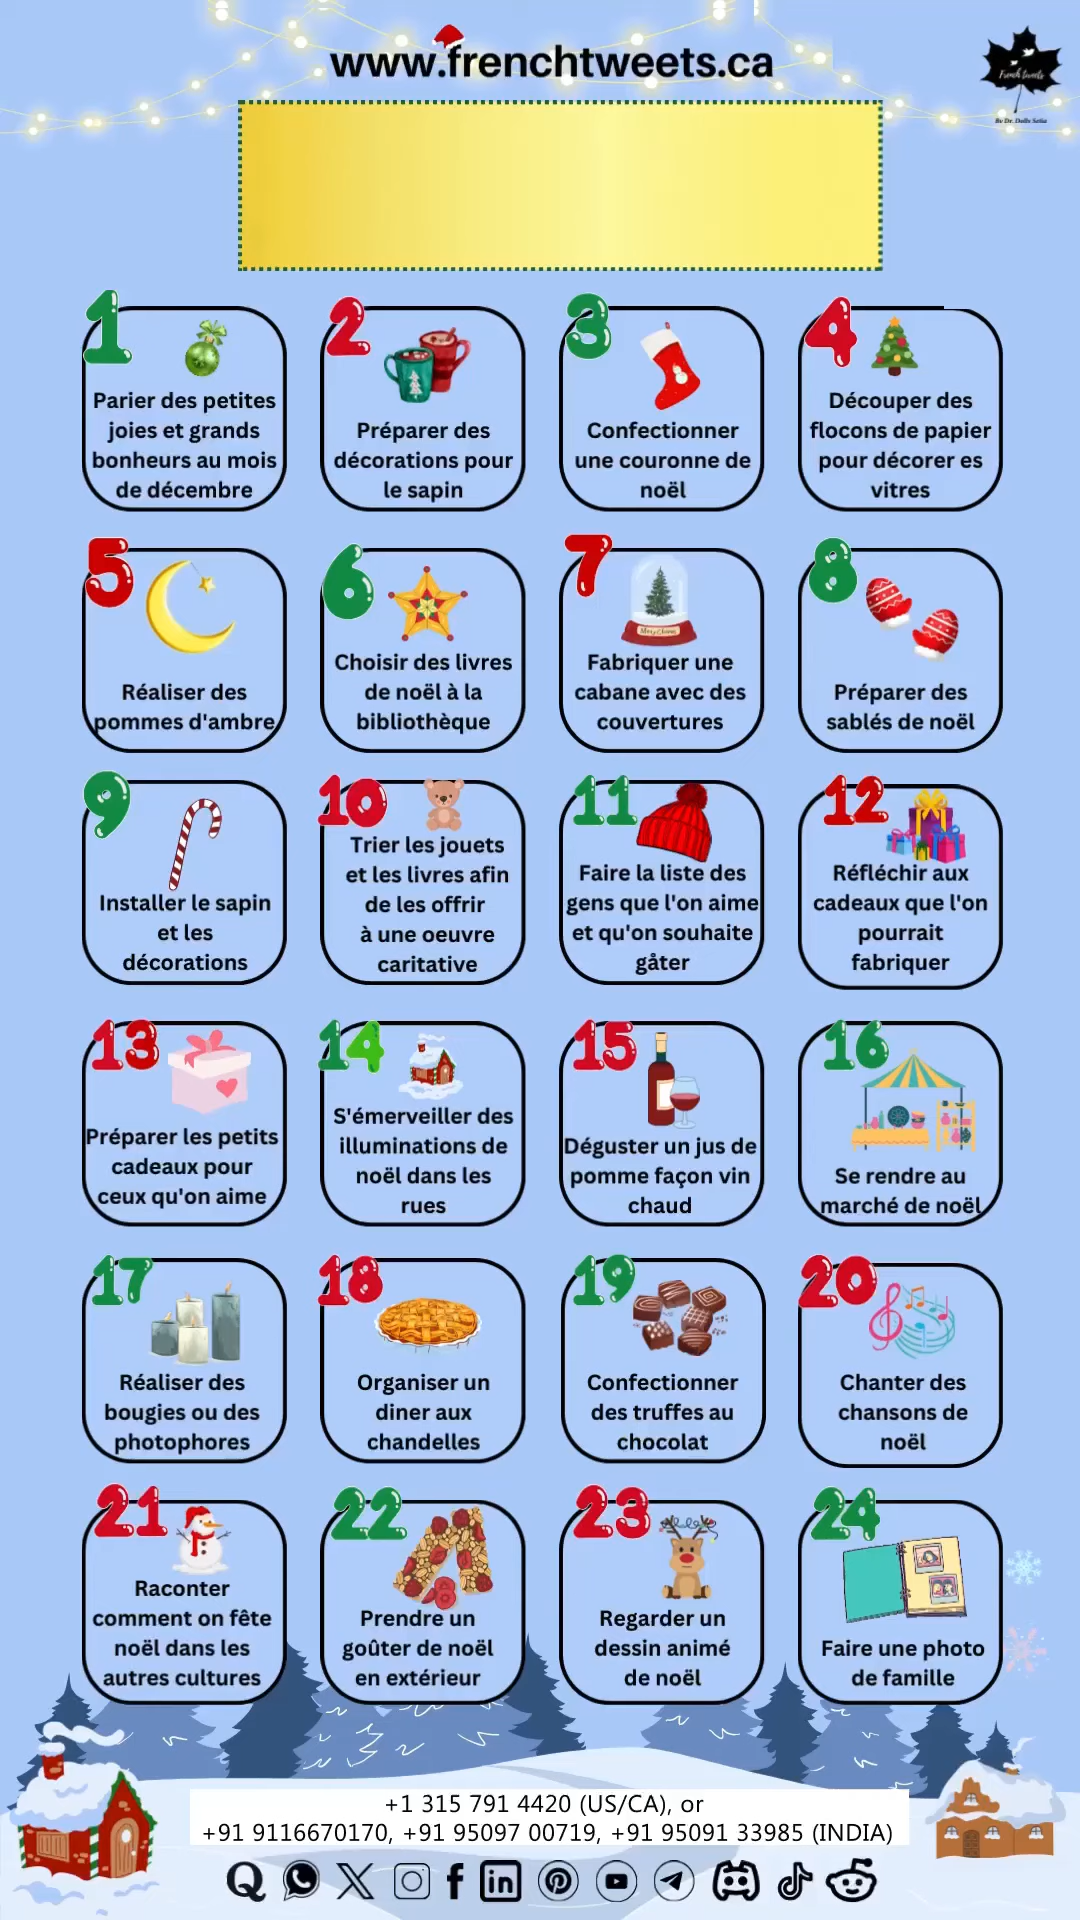 www.frenchtweets.ca
French tweets
By Dr. Dolly Setia
1
Parier des petites
joies et grands
bonheurs au mois
de décembre
2
Préparer des
décorations pour
le sapin
3
Confectionner
une couronne de
noël
4
Découper des
flocons de papier
pour décorer es
vitres
5
Réaliser des
pommes d'ambre
6
Choisir des livres
de noël à la
bibliothèque
7
Merry Christmas
Fabriquer une
cabane avec des
couvertures
8
Préparer des
sablés de noël
9
Installer le sapin
et les
décorations
10
Trier les jouets
et les livres afin
de les offrir
à une oeuvre
caritative
11
Faire la liste des
gens que l'on aime
et qu'on souhaite
gåter
12
Réfléchir aux
cadeaux que l'on
pourrait
fabriquer
13
Préparer les petits
cadeaux pour
ceux qu'on aime
14
S'émerveiller des
illuminations de
noël dans les
rues
15
Déguster un jus de
pomme façon vin
chaud
16
Se rendre au
marché de noël
17
Réaliser des
bougies ou des
photophores
18
Organiser un
diner aux
chandelles
19
Confectionner
des truffes au
chocolat
20
Chanter des
chansons de
noël
21
Raconter
comment on fête
noël dans les
autres cultures
22
Prendre un
goûter de noël
en extérieur
23
Regarder un
dessin animé
de noël
24
Faire une photo
de famille
+1 315 791 4420 (US/CA), or
+91 9116670170, +91 95097 00719, +91 95091 33985 (INDIA)